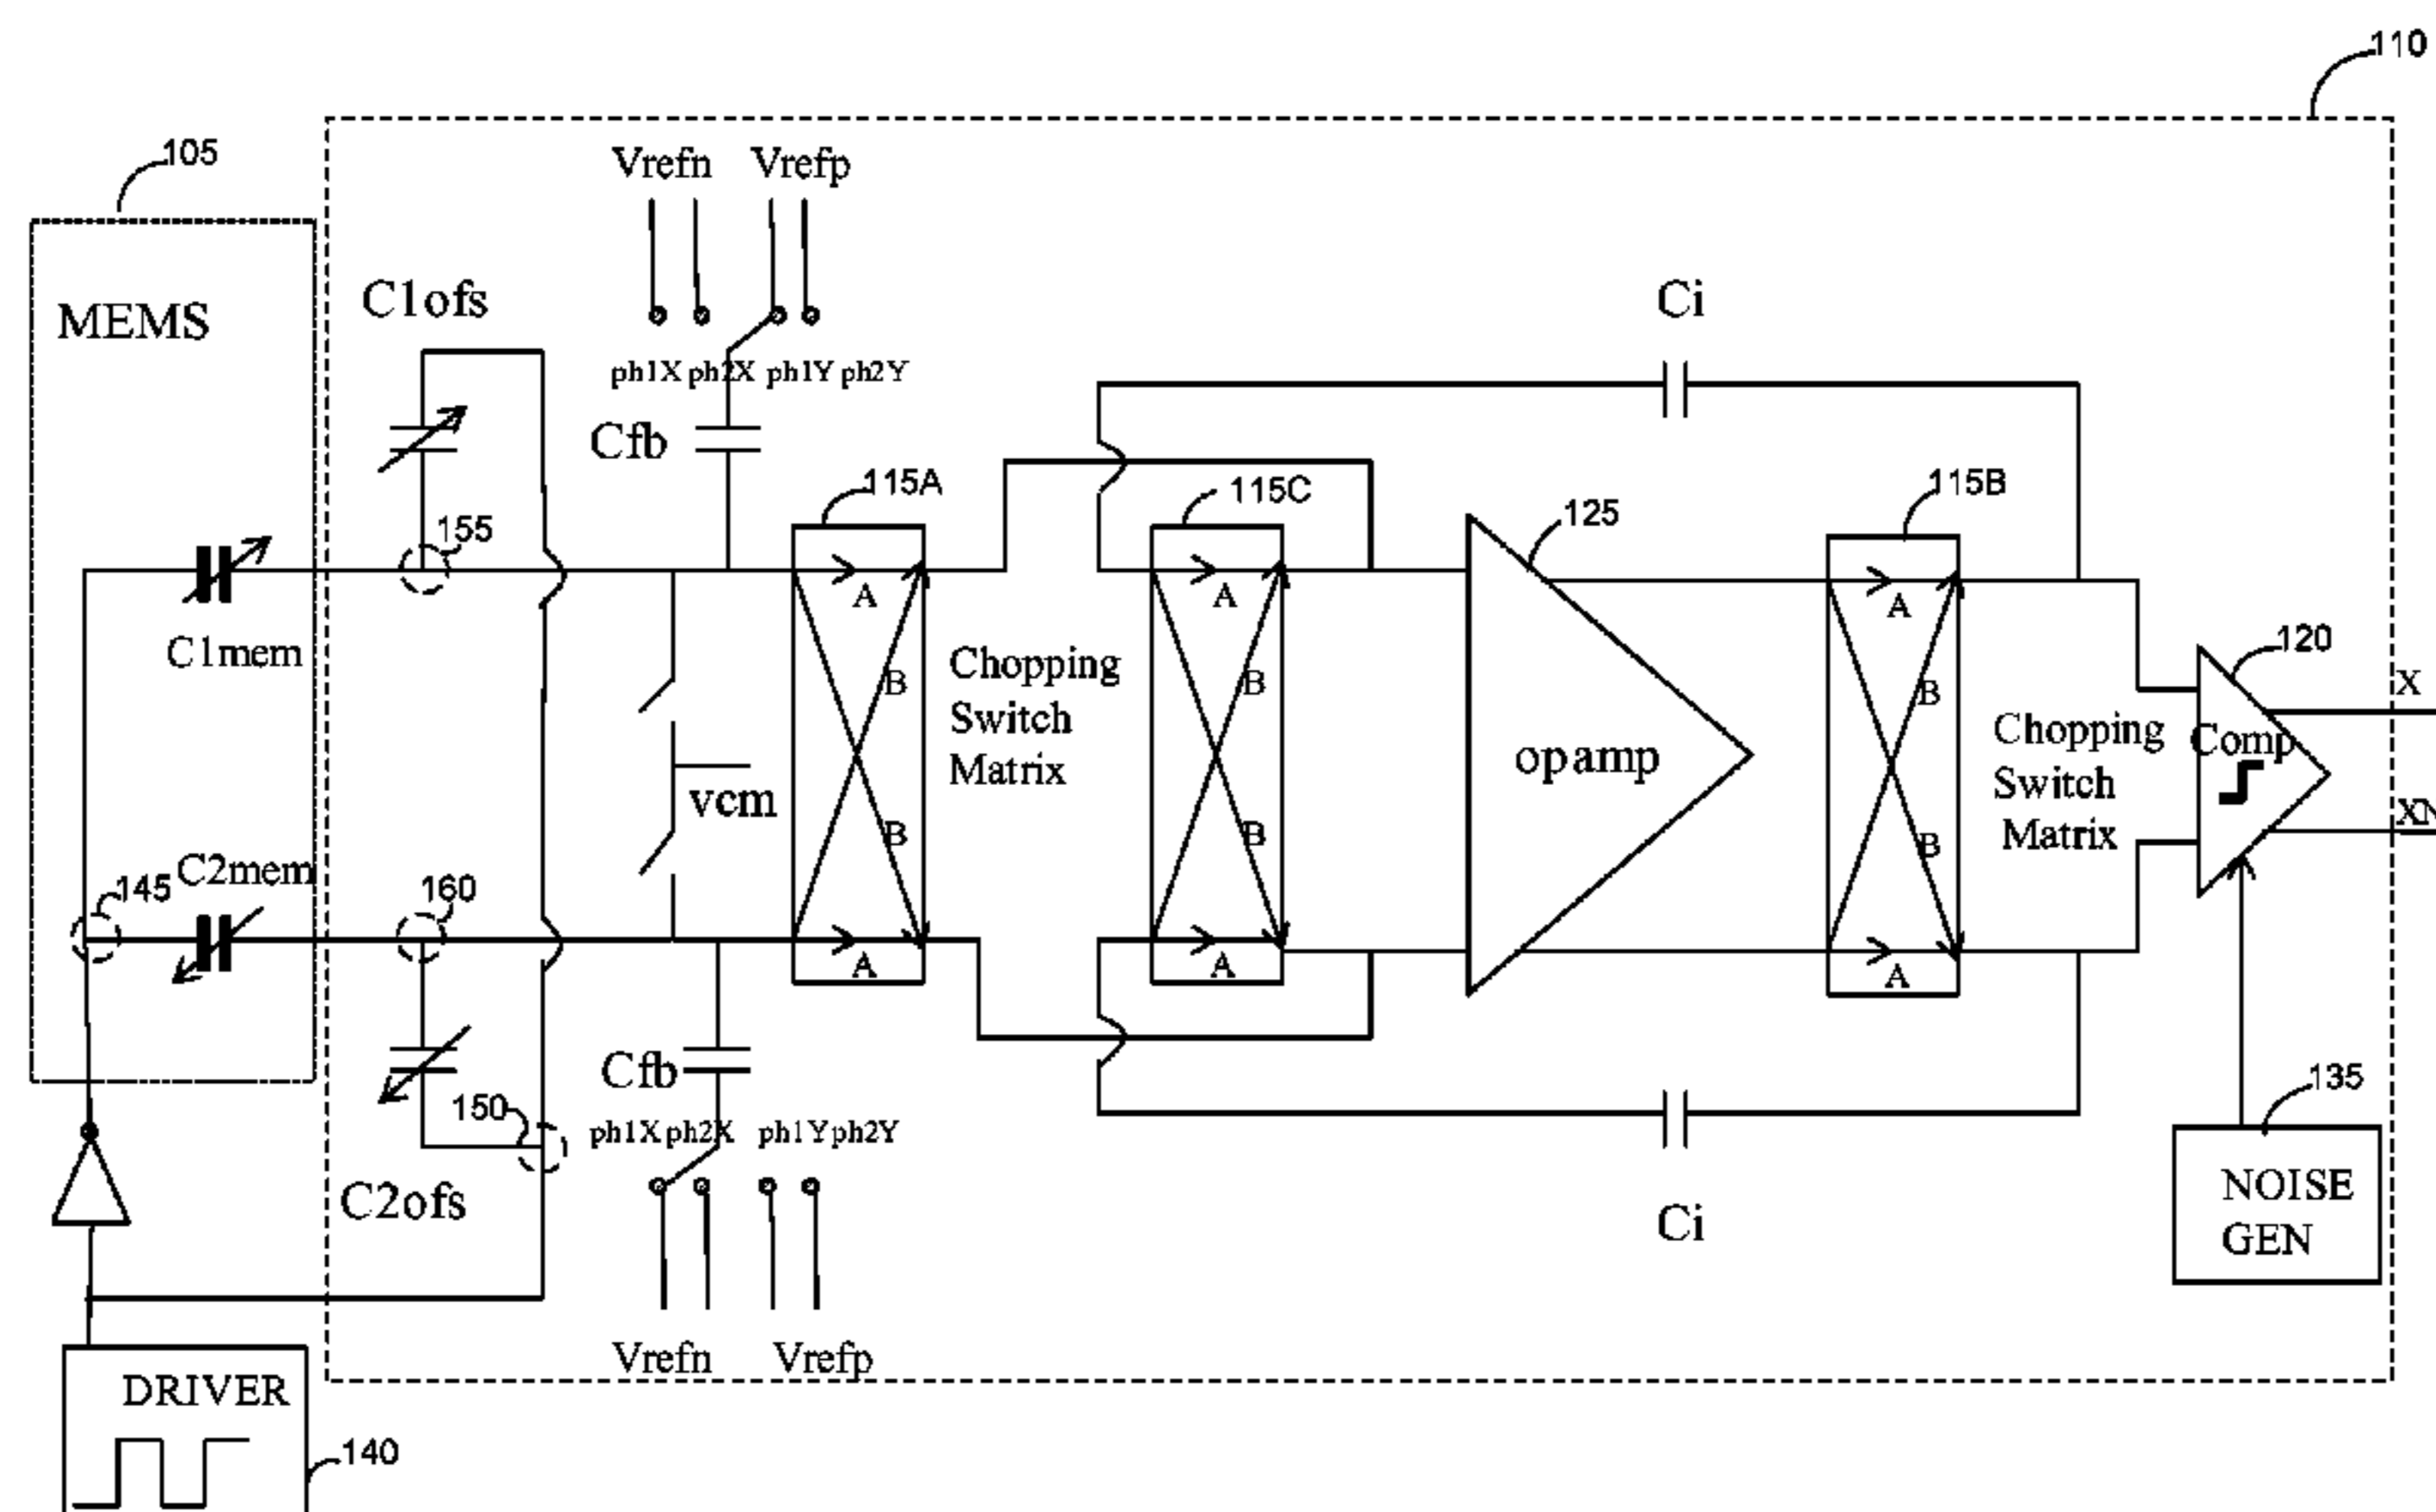 110
105
Vrefn Vrefp
MEMS
C1ofs
Ci
ph1X ph2X ph1Y ph2Y
Cfb
115A
115C
115B
125
155
A
A
A
C1mem
Chopping
Switch
Matrix
B
B
B
120
X
opamp
Chopping
Switch
Matrix
Comp
vcm
XN
B
B
B
145
C2mem
160
A
A
A
Cfb
150
ph1X ph2X ph1Y ph2Y
135
C2ofs
NOISE
GEN
Ci
Vrefn Vrefp
DRIVER
140